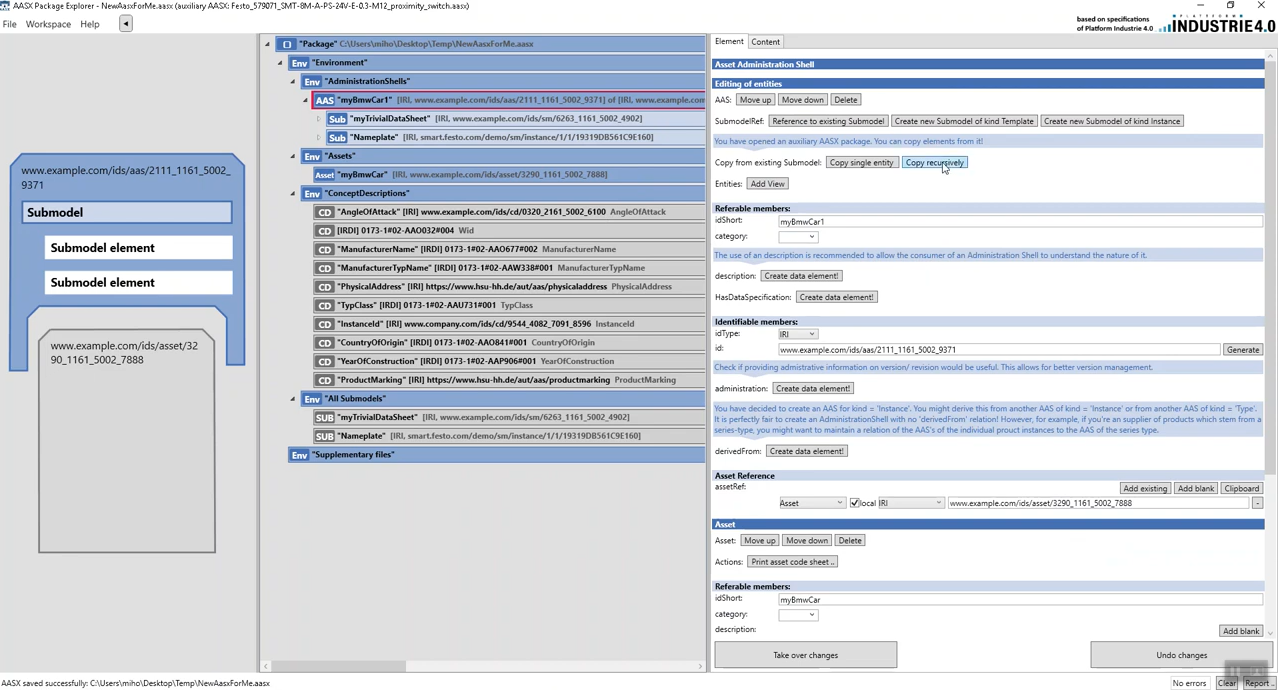 AASX Package Explorer - NewAasxForMe.aasx (auxiliary AASX: Festo_579071_SMT-8M-A-PS-24V-E-0.3-M12_proximity_switch.aasx)
File Workspace Help
based on specifications
of Platform Industrie 4.0
PLATTFORM
INDUSTRIE4.0
www.example.com/ids/aas/2111_1161_5002_
9371
Submodel
Submodel element
Submodel element
www.example.com/ids/asset/32
90_1161_5002_7888
"Package" C:\Users\miho\Desktop\Temp\NewAasxForMe.aasx
Env "Environment"
Env "AdministrationShells"
AAS "myBmwCar1" [IRI, www.example.com/ids/aas/2111_1161_5002_9371] of [IRI, www.example.com
Sub "myTrivialDataSheet" [IRI, www.example.com/ids/sm/6263_1161_5002_4902]
Sub "Nameplate" [IRI, smart.festo.com/demo/sm/instance/1/1/19319DB561C9E160]
Env "Assets"
Asset "myBmwCar" [IRI, www.example.com/ids/asset/3290_1161_5002_7888]
Env "ConceptDescriptions"
CD "AngleOfAttack" [IRI] www.example.com/ids/cd/0320_2161_5002_6100 AngleOfAttack
CD [IRDI] 0173-1#02-AAO032#004 Wid
CD "ManufacturerName" [IRDI] 0173-1#02-AAO677#002 ManufacturerName
CD "ManufacturerTypName" [IRDI] 0173-1#02-AAW338#001 ManufacturerTypName
CD "PhysicalAddress" [IRI] https://www.hsu-hh.de/aut/aas/physicaladdress PhysicalAddress
CD "TypClass" [IRDI] 0173-1#02-AAU731#001 TypClass
CD "InstanceId" [IRI] www.company.com/ids/cd/9544_4082_7091_8596 InstanceId
CD "CountryOfOrigin" [IRDI] 0173-1#02-AAO841#001 CountryOfOrigin
CD "YearOfConstruction" [IRDI] 0173-1#02-AAP906#001 YearOfConstruction
CD "ProductMarking" [IRI] https://www.hsu-hh.de/aut/aas/productmarking ProductMarking
Env "All Submodels"
SUB "myTrivialDataSheet" [IRI, www.example.com/ids/sm/6263_1161_5002_4902]
SUB "Nameplate" [IRI, smart.festo.com/demo/sm/instance/1/1/19319DB561C9E160]
Env "Supplementary files"
Element Content
Asset Administration Shell
Editing of entities
AAS: Move up Move down Delete
SubmodelRef: Reference to existing Submodel Create new Submodel of kind Template Create new Submodel of kind Instance
You have opened an auxiliary AASX package. You can copy elements from it!
Copy from existing Submodel: Copy single entity Copy recursively
Entities: Add View
Referable members:
idShort: myBmwCar1
category:
The use of an description is recommended to allow the consumer of an Administration Shell to understand the nature of it.
description: Create data element!
HasDataSpecification: Create data element!
Identifiable members:
idType: IRI
id: www.example.com/ids/aas/2111_1161_5002_9371 Generate
Check if providing admistrative information on version/ revision would be useful. This allows for better version management.
administration: Create data element!
You have decided to create an AAS for kind = 'Instance'. You might derive this from another AAS of kind = 'Instance' or from another AAS of kind = 'Type'.
It is perfectly fair to create an AdministrationShell with no 'derivedFrom' relation! However, for example, if you're an supplier of products which stem from a
series-type, you might want to maintain a relation of the AAS's of the individual prouct instances to the AAS of the series type.
derivedFrom: Create data element!
Asset Reference
assetRef: Add existing Add blank Clipboard
Asset local IRI www.example.com/ids/asset/3290_1161_5002_7888 -
Asset
Asset: Move up Move down Delete
Actions: Print asset code sheet ..
Referable members:
idShort: myBmwCar
category:
description: Add blank
Take over changes Undo changes
AASX saved successfully: C:\Users\miho\Desktop\Temp\NewAasxForMe.aasx
No errors Clear Report ..